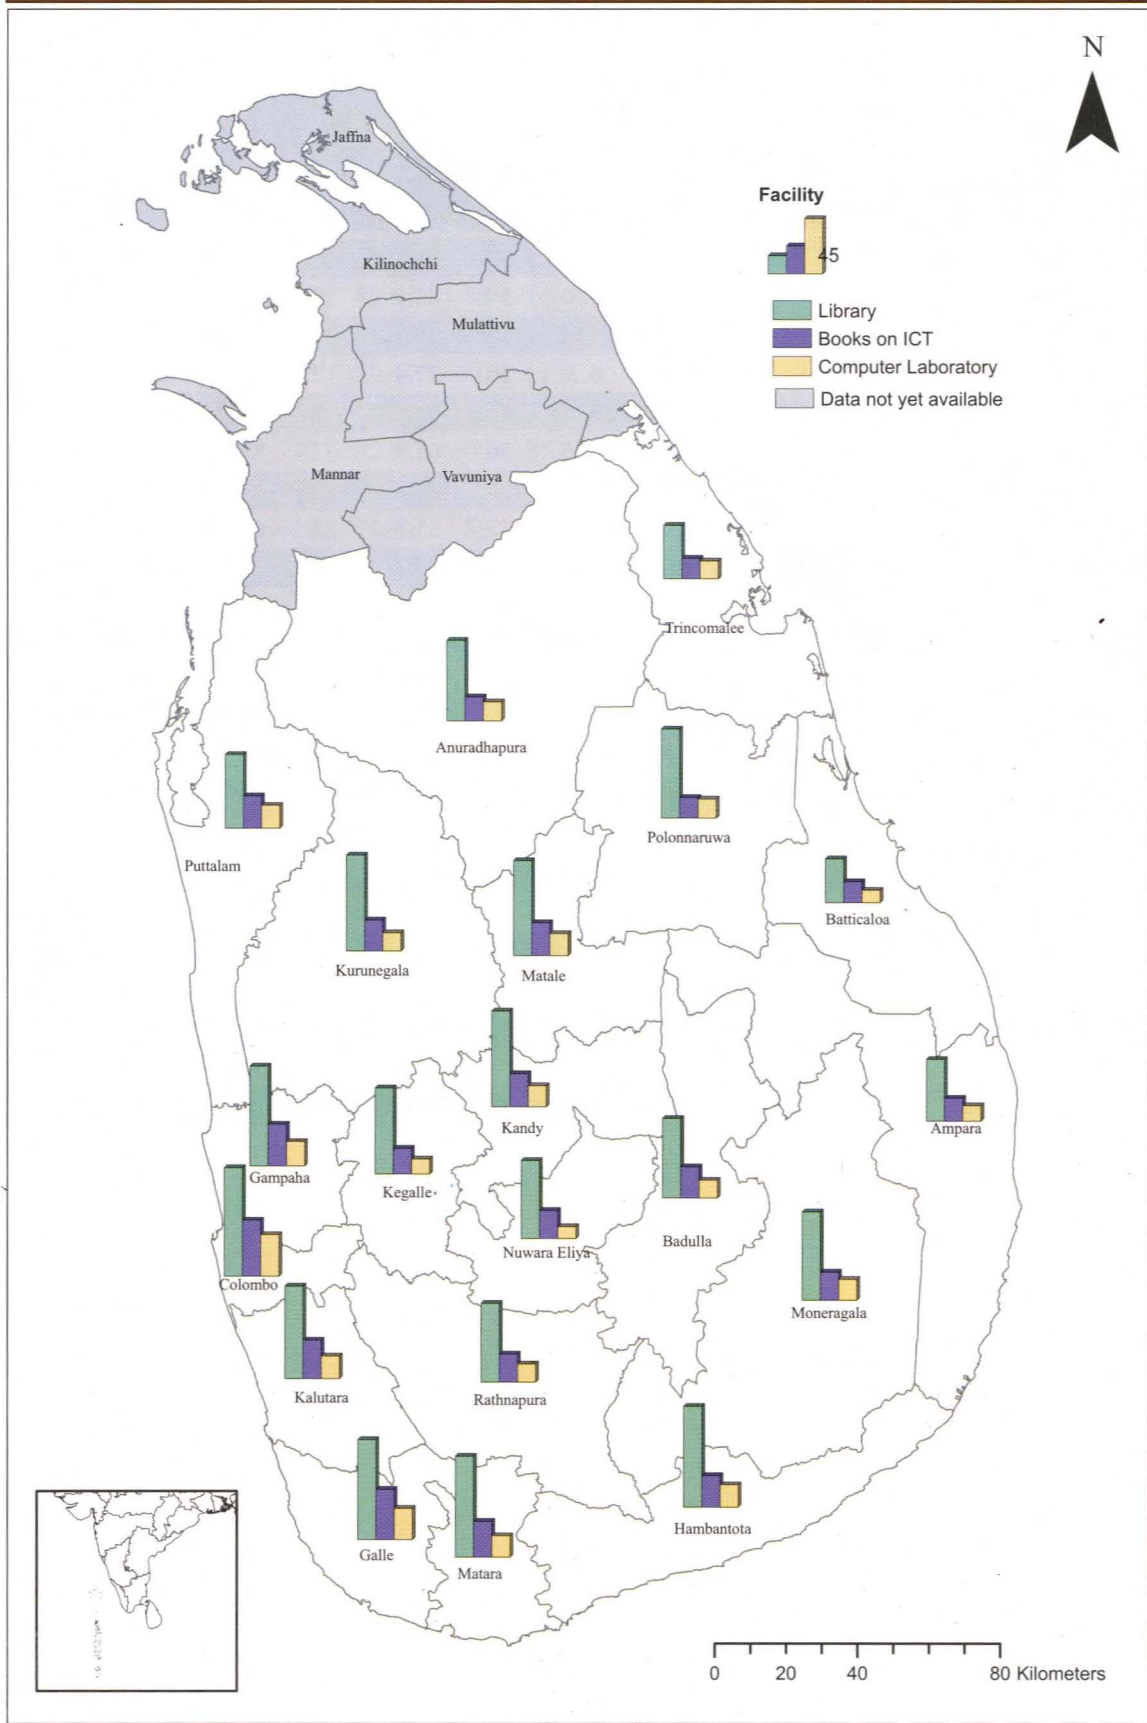 N
Jaffna
Facility
45
Kilinochchi
Library
Mulattivu
Books on ICT
Computer Laboratory
Data not yet available
Mannar
Vavuniya
Trincomalee
Anuradhapura
Polonnaruwa
Puttalam
Batticaloa
Kurunegala
Matale
Kandy
Ampara
Gampaha
Kegalle
Badulla
Nuwara Eliya
Colombo
Moneragala
Kalutara
Rathnapura
Hambantota
Galle
Matara
0 20 40 80 Kilometers